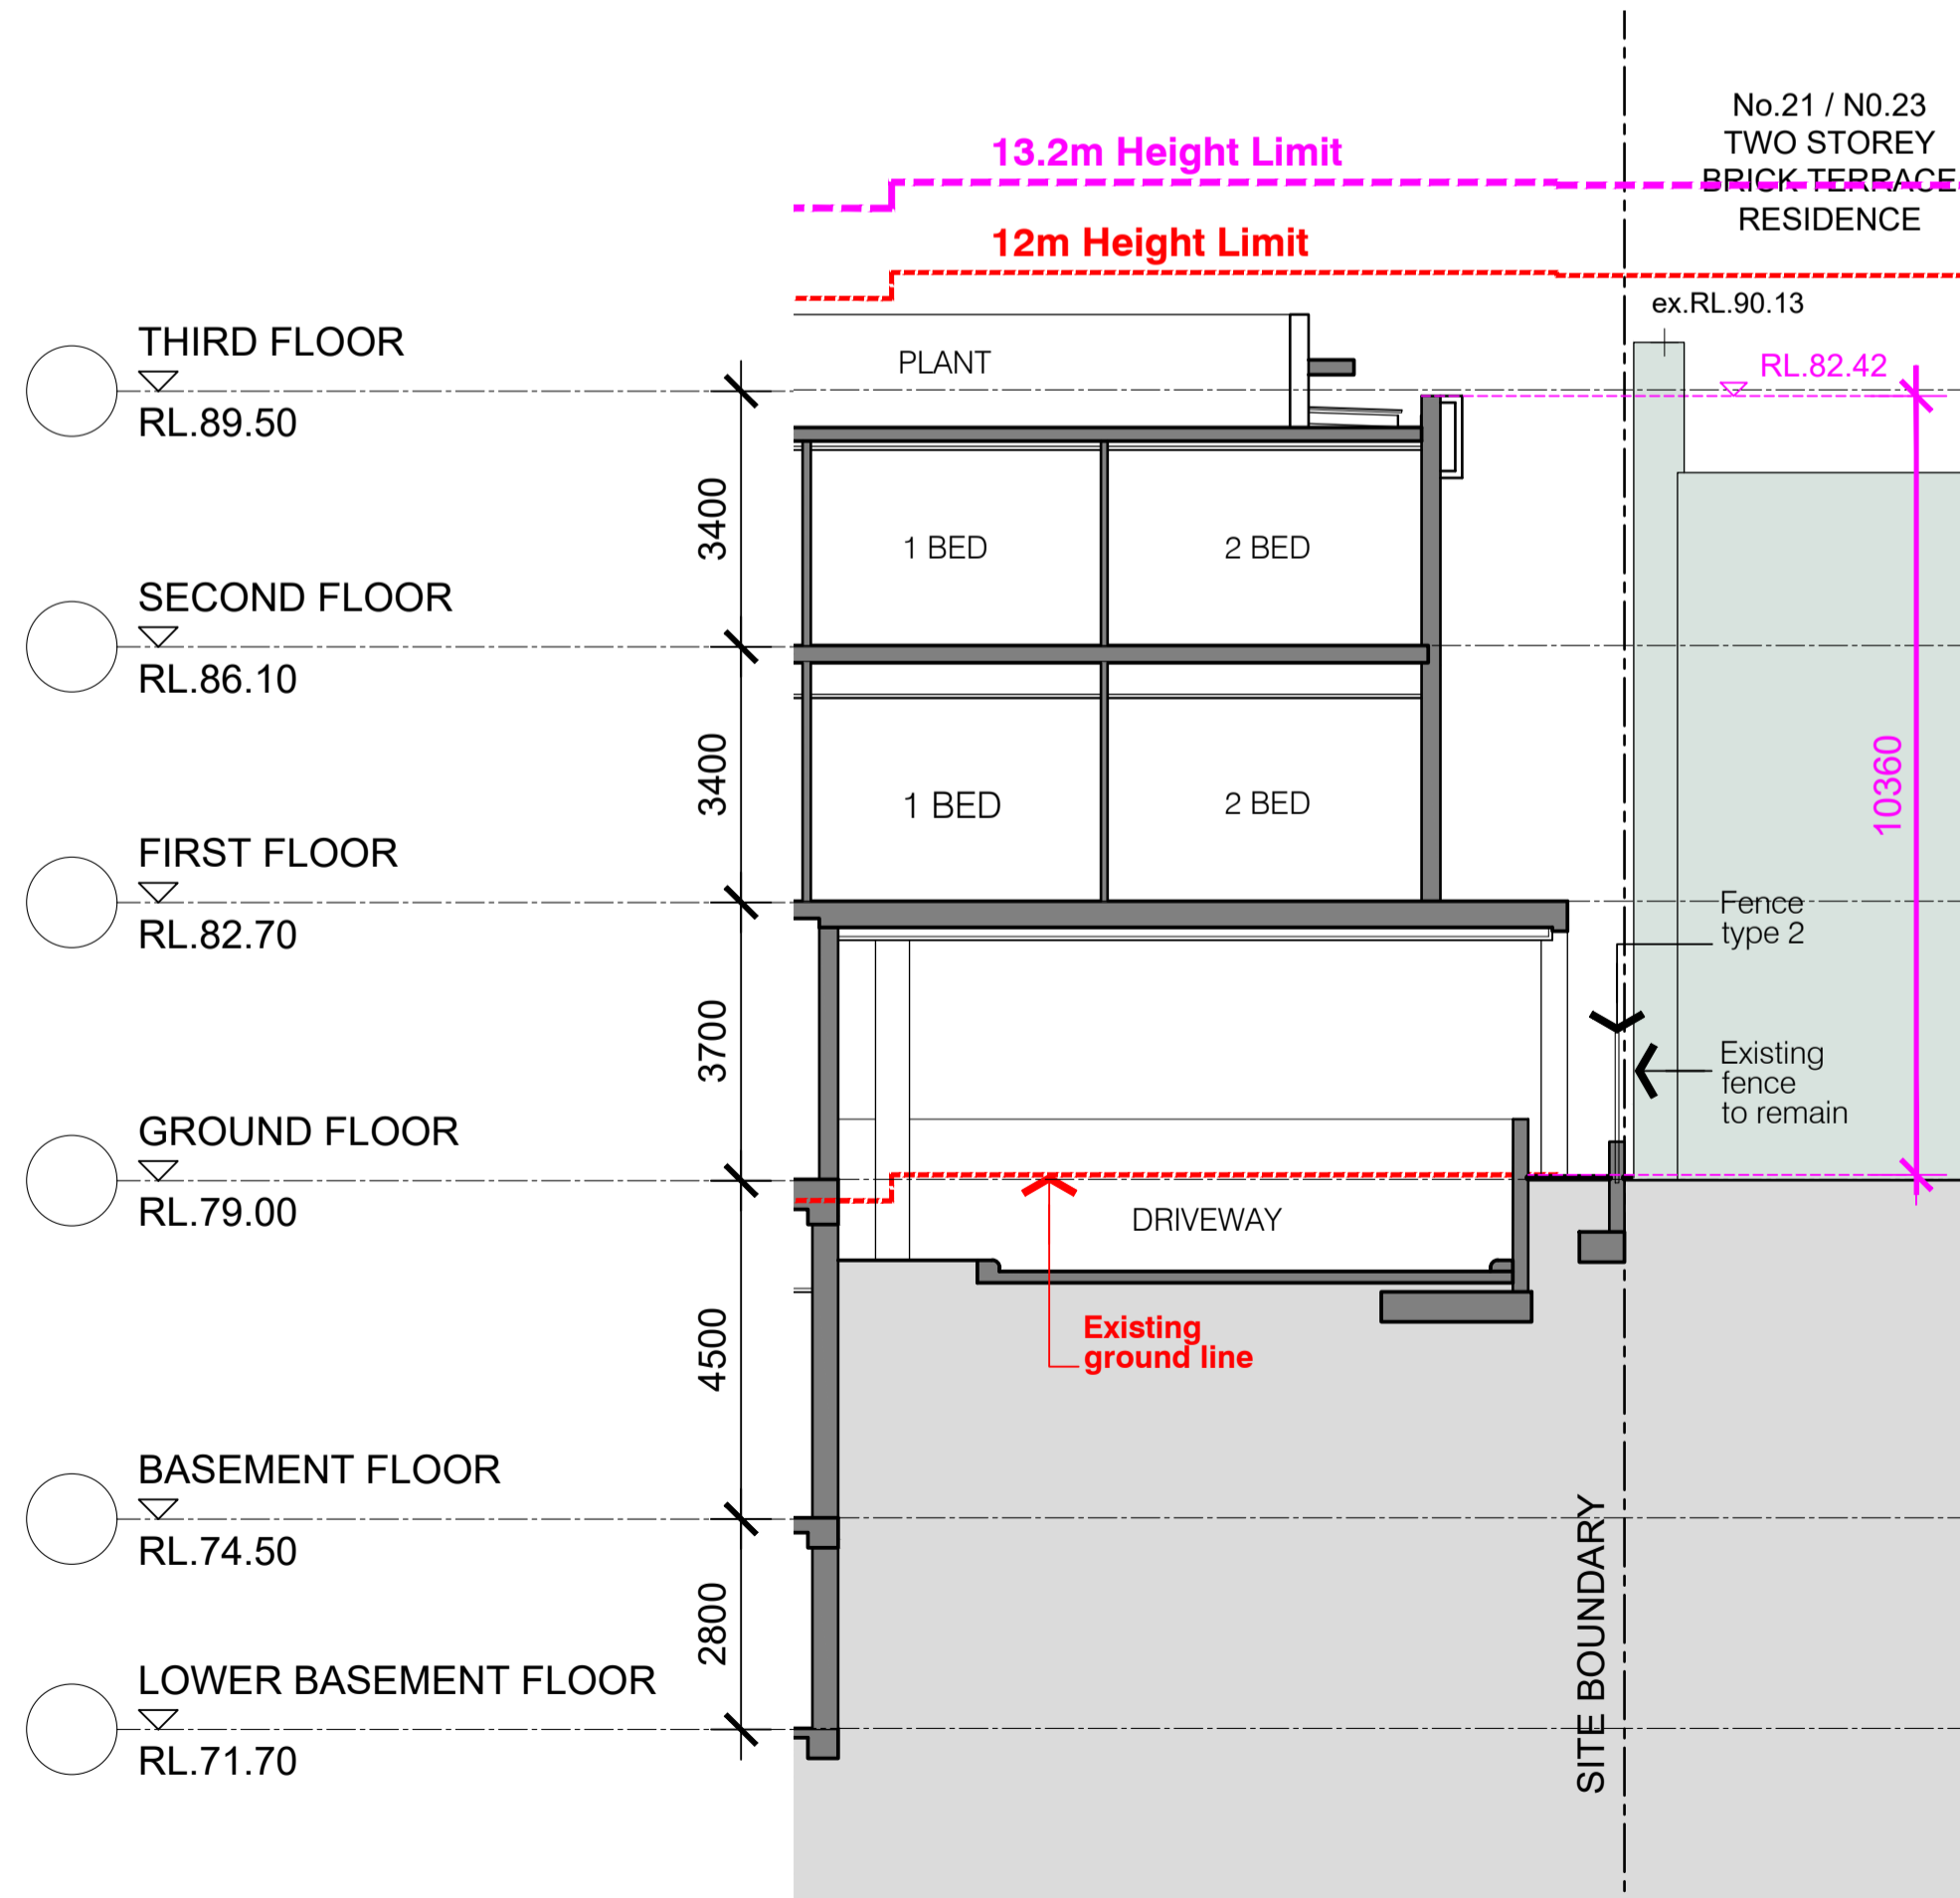 No.21 / N0.23
TWO STOREY
BRICK TERRACE
RESIDENCE
13.2m Height Limit
12m Height Limit
ex.RL.90.13
RL.82.42
THIRD FLOOR
RL.89.50
PLANT
3400
1 BED
2 BED
SECOND FLOOR
RL.86.10
3400
1 BED
2 BED
10360
FIRST FLOOR
RL.82.70
Fence
type 2
3700
Existing
fence
to remain
GROUND FLOOR
RL.79.00
DRIVEWAY
Existing
ground line
4500
BASEMENT FLOOR
RL.74.50
2800
SITE BOUNDARY
LOWER BASEMENT FLOOR
RL.71.70